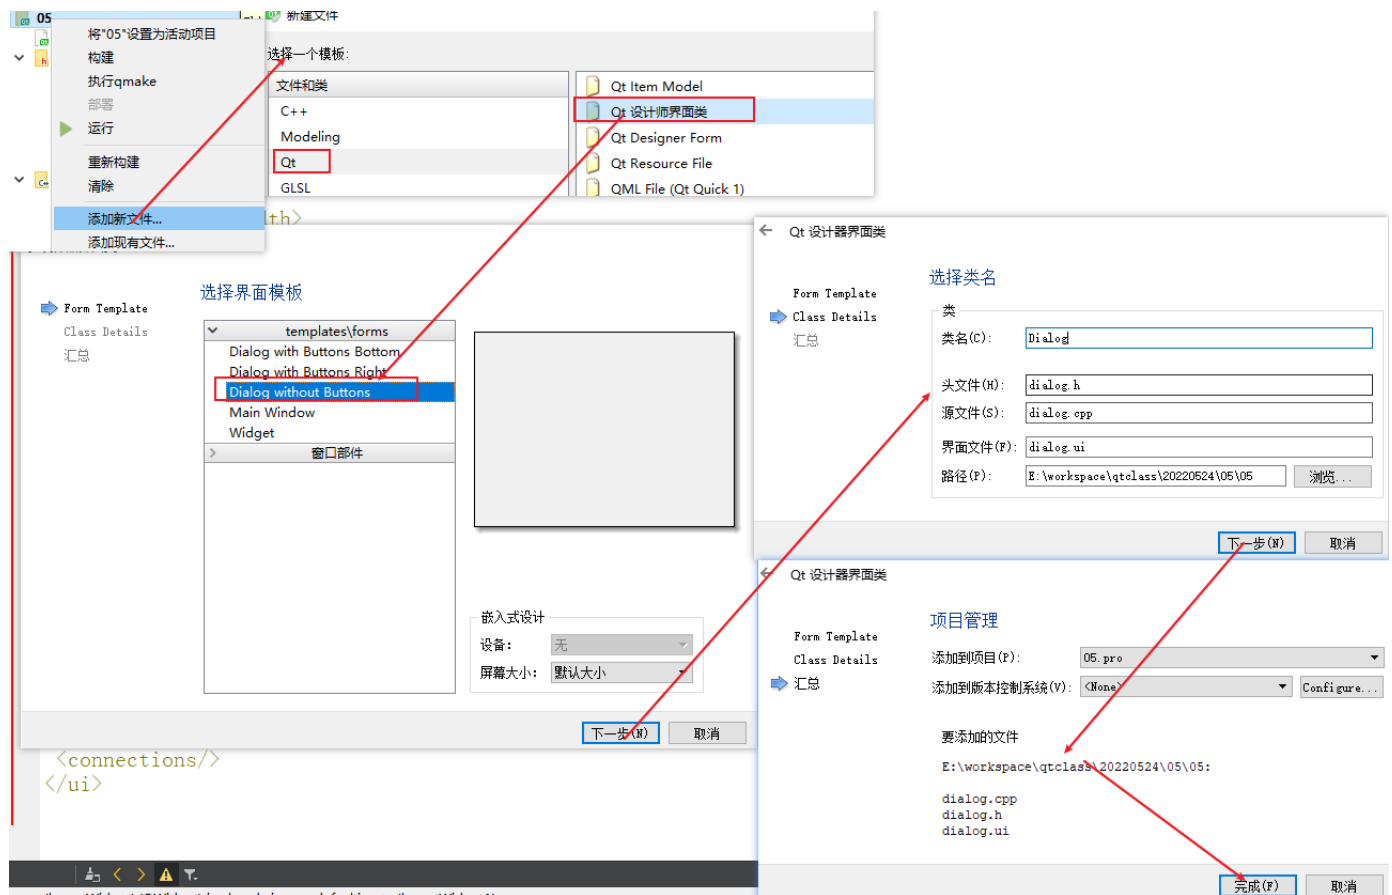 05
将"05"设置为活动项目
构建
执行qmake
部署
运行
重新构建
清除
添加新文件...
添加现有文件...
新建文件
选择一个模板:
文件和类
C++
Modeling
Qt
GLSL
Qt Item Model
Qt 设计师界面类
Qt Designer Form
Qt Resource File
QML File (Qt Quick 1)
lth>
Form Template
Class Details
汇总
选择界面模板
templates\forms
Dialog with Buttons Bottom
Dialog with Buttons Right
Dialog without Buttons
Main Window
Widget
窗口部件
嵌入式设计
设备: 无
屏幕大小: 默认大小
下一步(N) 取消
<connections/>
</ui>
Qt 设计器界面类
Form Template
Class Details
汇总
选择类名
类
类名(C): Dialog
头文件(H): dialog.h
源文件(S): dialog.cpp
界面文件(F): dialog.ui
路径(P): E:\workspace\qtclass\20220524\05\05 浏览...
下一步(N) 取消
Qt 设计器界面类
Form Template
Class Details
汇总
项目管理
添加到项目(P): 05.pro
添加到版本控制系统(V): <None> Configure...
要添加的文件
E:\workspace\qtclass\20220524\05\05:
dialog.cpp
dialog.h
dialog.ui
完成(F) 取消